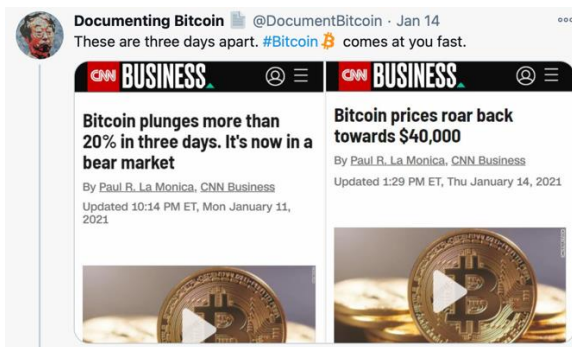 Documenting Bitcoin 📄 @DocumentBitcoin · Jan 14
These are three days apart. #Bitcoin comes at you fast.
CNN BUSINESS
Bitcoin plunges more than
20% in three days. It's now in a
bear market
By Paul R. La Monica, CNN Business
Updated 10:14 PM ET, Mon January 11,
2021
CNN BUSINESS
Bitcoin prices roar back
towards $40,000
By Paul R. La Monica, CNN Business
Updated 1:29 PM ET, Thu January 14, 2021